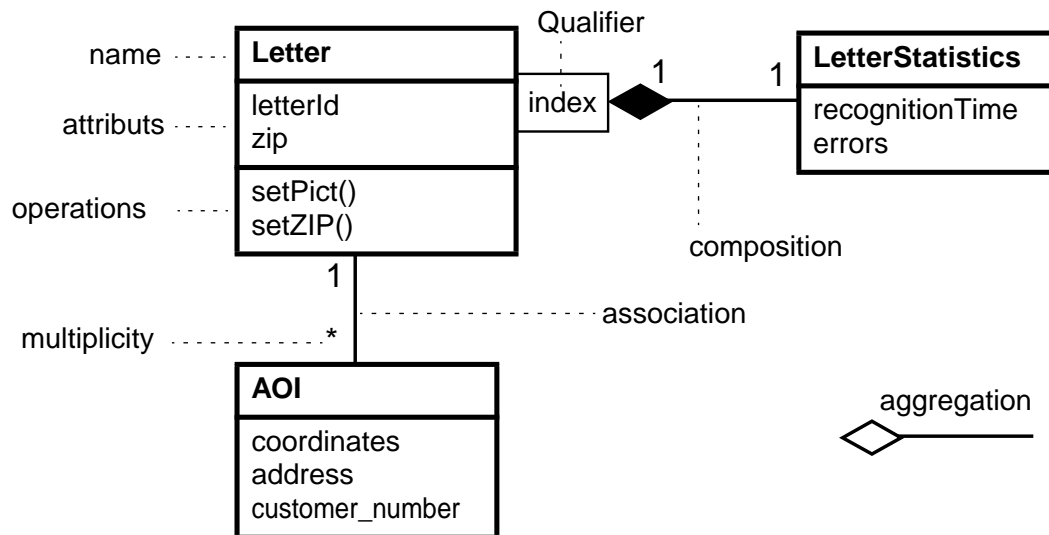 Qualifier
name
Letter
1
1
LetterStatistics
index
letterId
zip
attributs
recognitionTime
errors
operations
setPict()
setZIP()
composition
1
association
multiplicity
*
AOI
aggregation
coordinates
address
customer_number